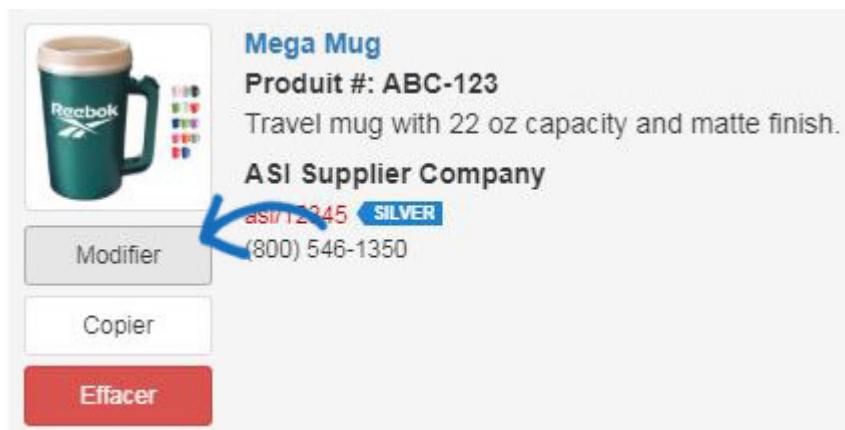 Mega Mug
Produit #: ABC-123
Travel mug with 22 oz capacity and matte finish.
ASI Supplier Company
asi/12345 SILVER
(800) 546-1350
Reebok
Modifier
Copier
Effacer